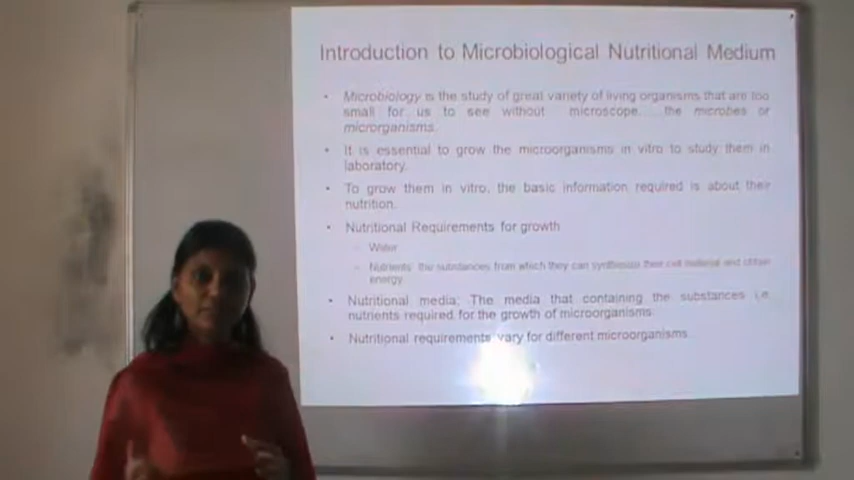 Introduction to Microbiological Nutritional Medium
• Microbiology is the study of great variety of living organisms that are too
small for us to see without microscope... the microbes or
microrganisms.
• It is essential to grow the microorganisms in vitro to study them in
laboratory.
• To grow them in vitro, the basic information required is about their
nutrition.
• Nutritional Requirements for growth
– Water
– Nutrients: the substances from which they can synthesise their cell material and obtain
energy
• Nutritional media: The media that containing the substances i.e
nutrients required for the growth of microorganisms.
• Nutritional requirements vary for different microorganisms.